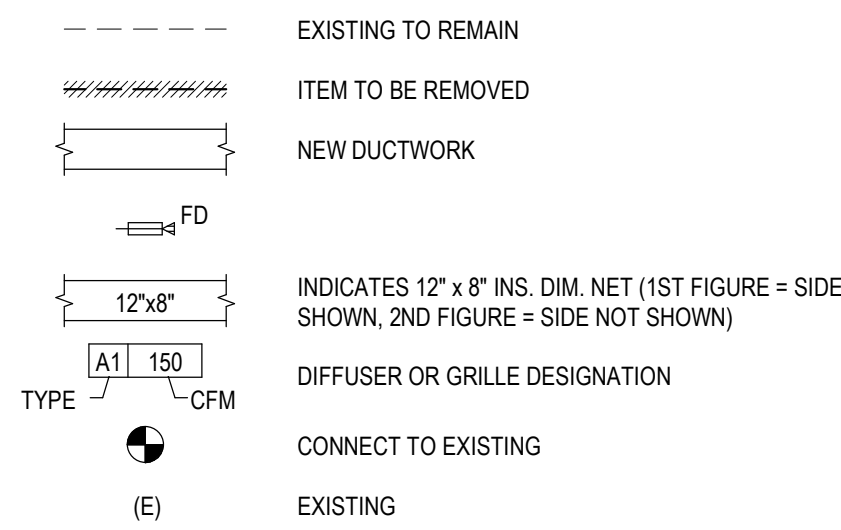 EXISTING TO REMAIN
ITEM TO BE REMOVED
NEW DUCTWORK
FD
12"x8"
INDICATES 12" x 8" INS. DIM. NET (1ST FIGURE = SIDE
SHOWN, 2ND FIGURE = SIDE NOT SHOWN)
A1 150
TYPE CFM
DIFFUSER OR GRILLE DESIGNATION
CONNECT TO EXISTING
(E) EXISTING